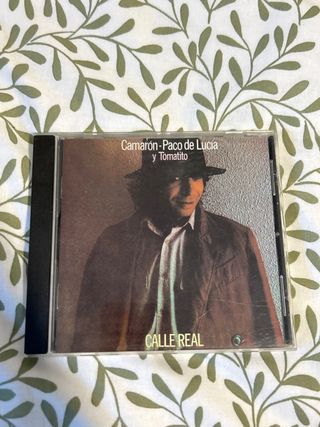 Camarón-Paco de Lucía
y Tomatito
CALLE REAL